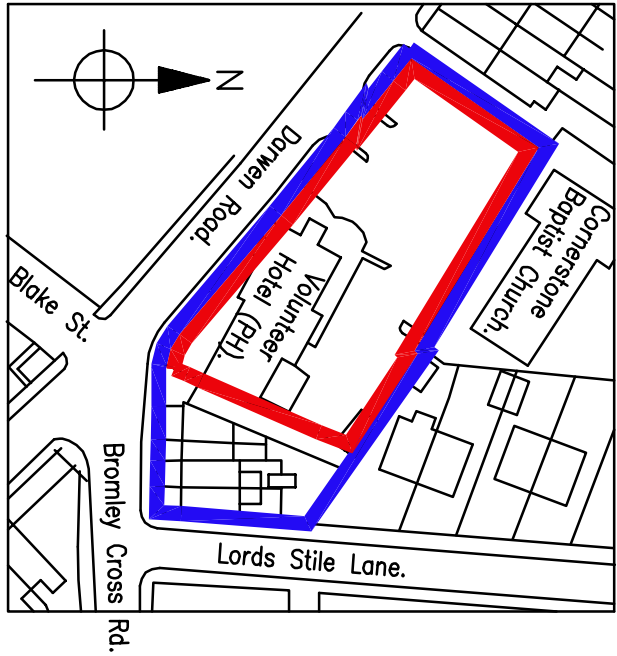 N
Cornerstone
Baptist Church.
Darwen Road.
Volunteer
Hotel (PH).
Blake St.
Bromley Cross Rd.
Lords Stile Lane.